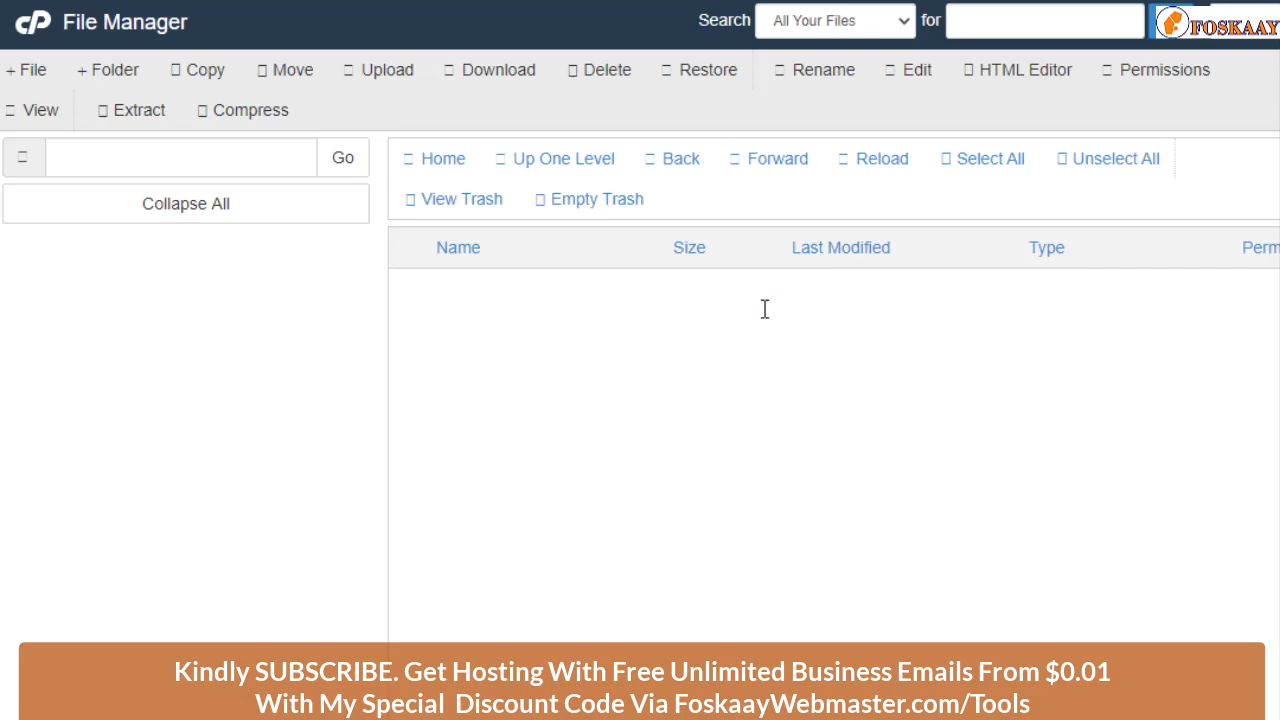 cP File Manager Search All Your Files for FOSKAAY
+ File + Folder Copy Move Upload Download Delete Restore Rename Edit HTML Editor Permissions
View Extract Compress
Go Home Up One Level Back Forward Reload Select All Unselect All
Collapse All View Trash Empty Trash
Name Size Last Modified Type Perm
Kindly SUBSCRIBE. Get Hosting With Free Unlimited Business Emails From $0.01
With My Special Discount Code Via FoskaayWebmaster.com/Tools